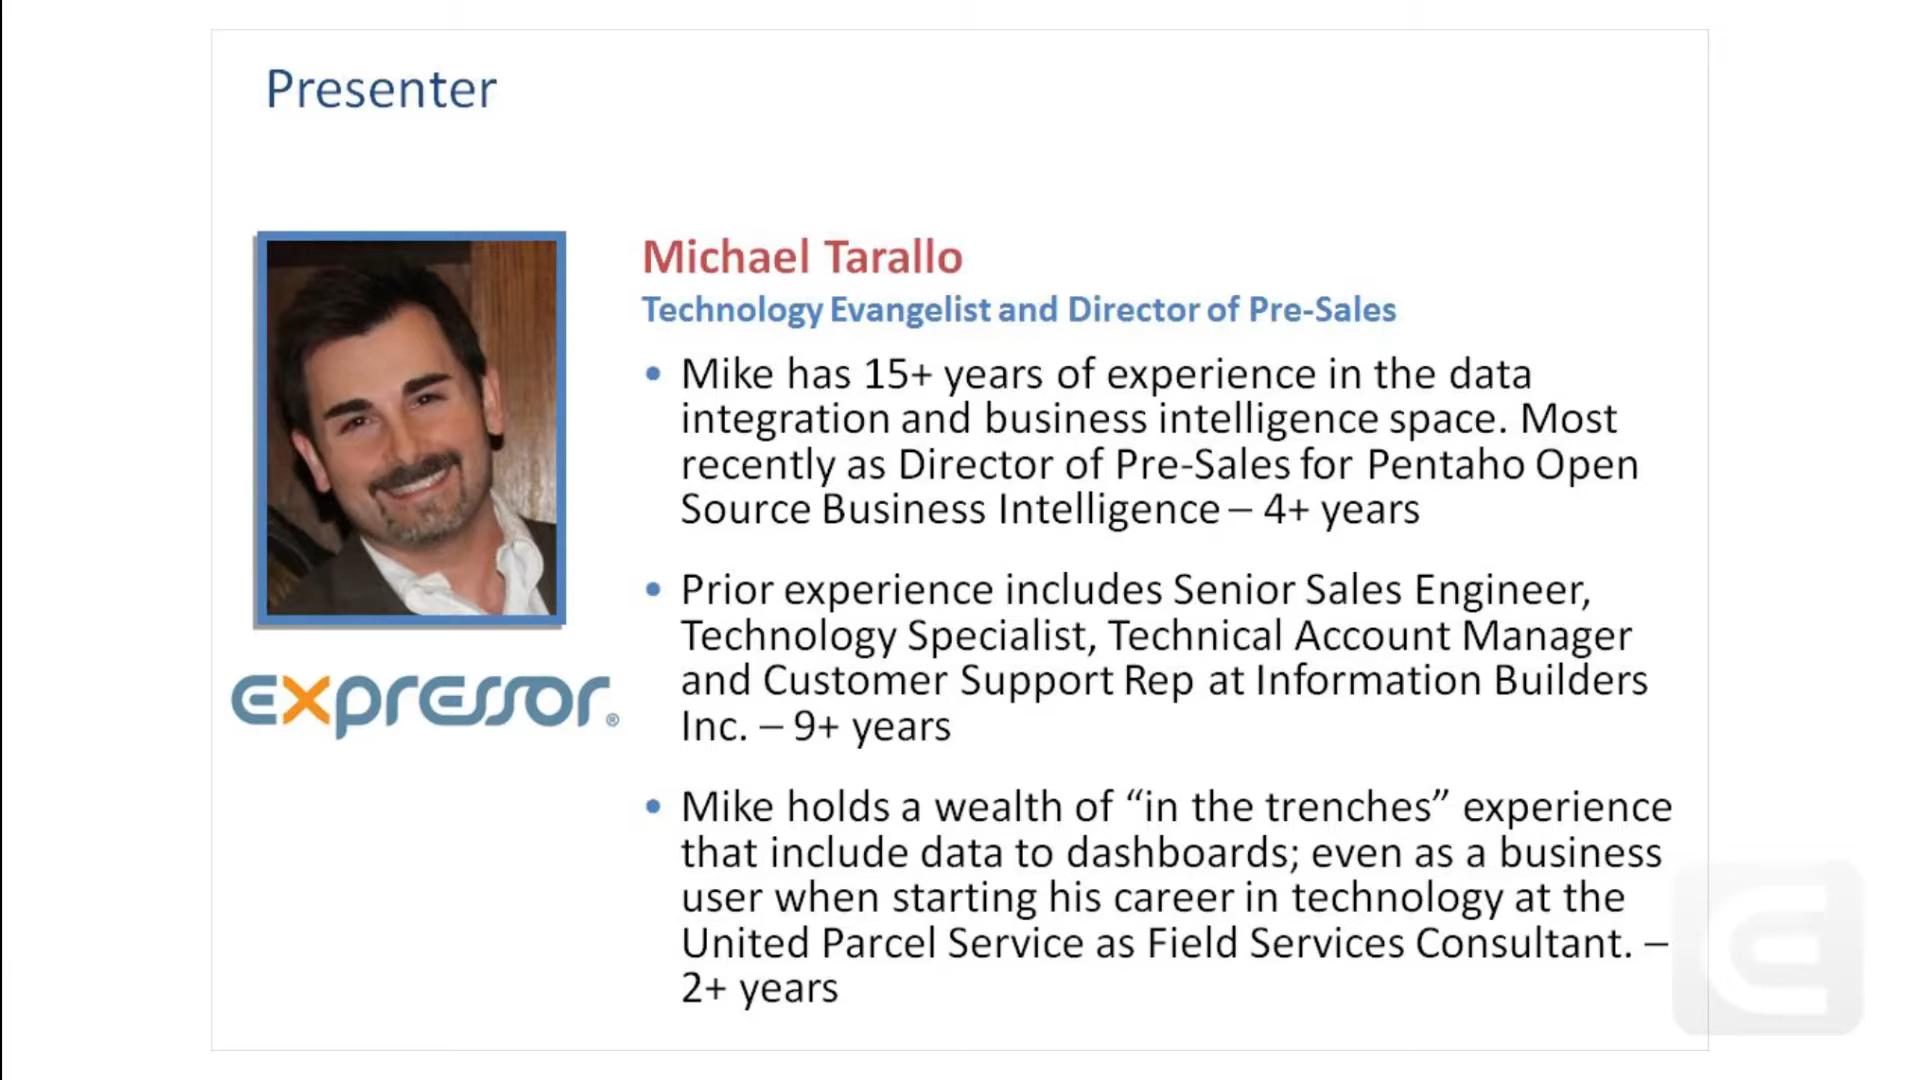 Presenter
Michael Tarallo
Technology Evangelist and Director of Pre-Sales
• Mike has 15+ years of experience in the data
integration and business intelligence space. Most
recently as Director of Pre-Sales for Pentaho Open
Source Business Intelligence – 4+ years
• Prior experience includes Senior Sales Engineer,
Technology Specialist, Technical Account Manager
and Customer Support Rep at Information Builders
Inc. – 9+ years
• Mike holds a wealth of “in the trenches” experience
that include data to dashboards; even as a business
user when starting his career in technology at the
United Parcel Service as Field Services Consultant. –
2+ years
expressor®